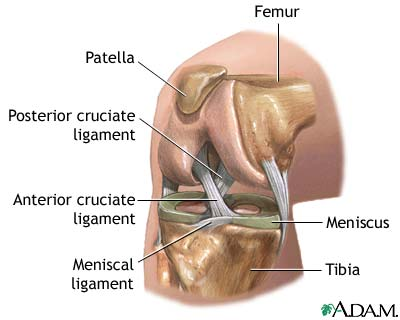 Femur
Patella
Posterior cruciate
ligament
Anterior cruciate
ligament
Meniscus
Meniscal
ligament
Tibia
A.D.A.M.